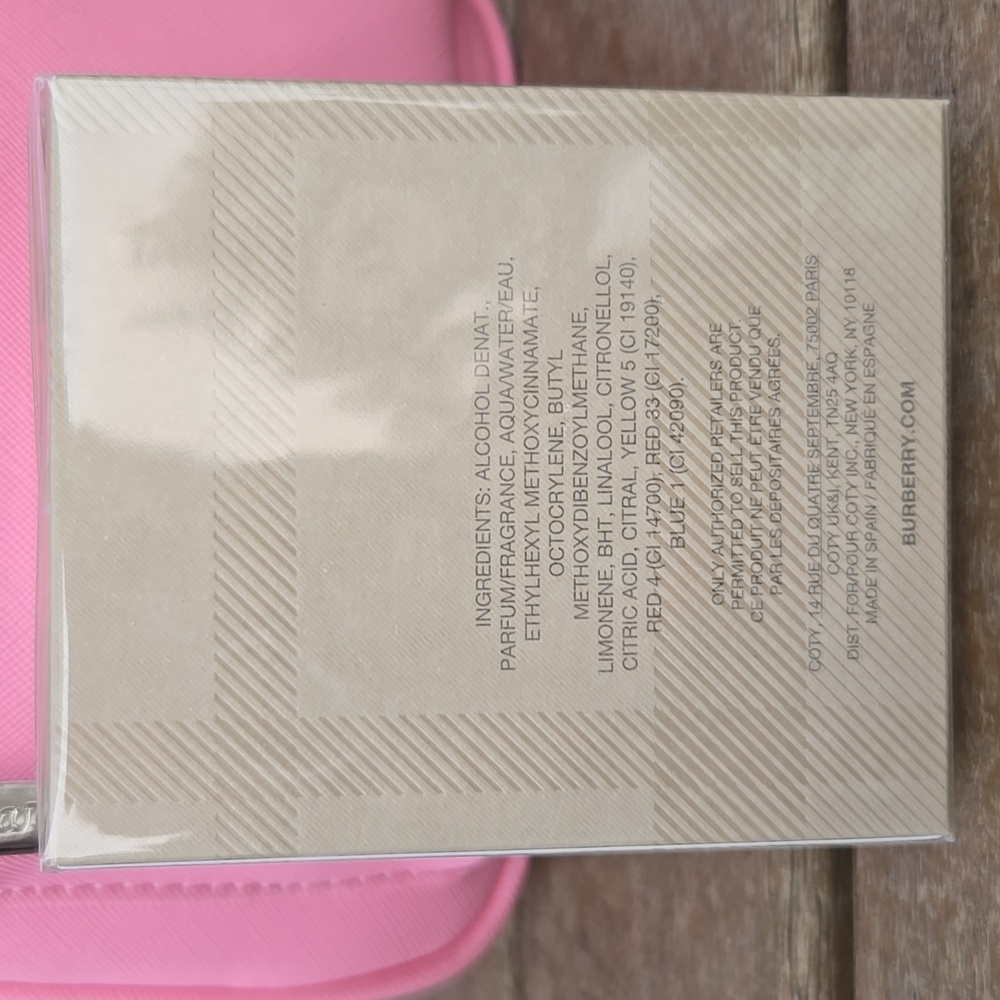 INGREDIENTS: ALCOHOL DENAT.,
PARFUM/FRAGRANCE, AQUA/WATER/EAU,
ETHYLHEXYL METHOXYCINNAMATE,
OCTOCRYLENE, BUTYL
METHOXYDIBENZOYLMETHANE,
LIMONENE, BHT, LINALOOL, CITRONELLOL,
CITRIC ACID, CITRAL, YELLOW 5 (CI 19140),
RED 4 (CI 14700), RED 33 (CI 17200),
BLUE 1 (CI 42090).
ONLY AUTHORIZED RETAILERS ARE
PERMITTED TO SELL THIS PRODUCT.
CE PRODUIT NE PEUT ÊTRE VENDU QUE
PAR LES DÉPOSITAIRES AGRÉÉS.
COTY, 14 RUE DU QUATRE SEPTEMBRE, 75002 PARIS
COTY UK&I, KENT, TN25 4AQ
DIST. FOR/POUR COTY INC., NEW YORK, NY 10118
MADE IN SPAIN / FABRIQUÉ EN ESPAGNE
BURBERRY.COM